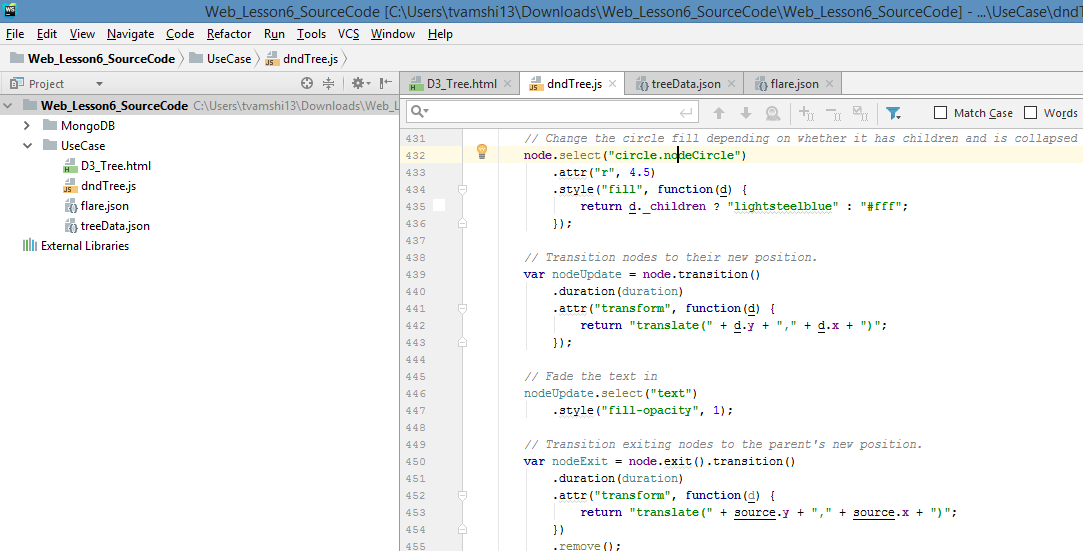 WS Web_Lesson6_SourceCode [C:\Users\tvamshi13\Downloads\Web_Lesson6_SourceCode\Web_Lesson6_SourceCode] - ...\UseCase\dndT
File Edit View Navigate Code Refactor Run Tools VCS Window Help
Web_Lesson6_SourceCode UseCase dndTree.js
Project
Web_Lesson6_SourceCode C:\Users\tvamshi13\Downloads\Web_L
MongoDB
UseCase
D3_Tree.html
dndTree.js
flare.json
treeData.json
External Libraries
D3_Tree.html dndTree.js treeData.json flare.json
Match Case Words
431 // Change the circle fill depending on whether it has children and is collapsed
432 node.select("circle.nodeCircle")
433 .attr("r", 4.5)
434 .style("fill", function(d) {
435 return d._children ? "lightsteelblue" : "#fff";
436 });
437
438 // Transition nodes to their new position.
439 var nodeUpdate = node.transition()
440 .duration(duration)
441 .attr("transform", function(d) {
442 return "translate(" + d.y + "," + d.x + ")";
443 });
444
445 // Fade the text in
446 nodeUpdate.select("text")
447 .style("fill-opacity", 1);
448
449 // Transition exiting nodes to the parent's new position.
450 var nodeExit = node.exit().transition()
451 .duration(duration)
452 .attr("transform", function(d) {
453 return "translate(" + source.y + "," + source.x + ")";
454 })
455 .remove();